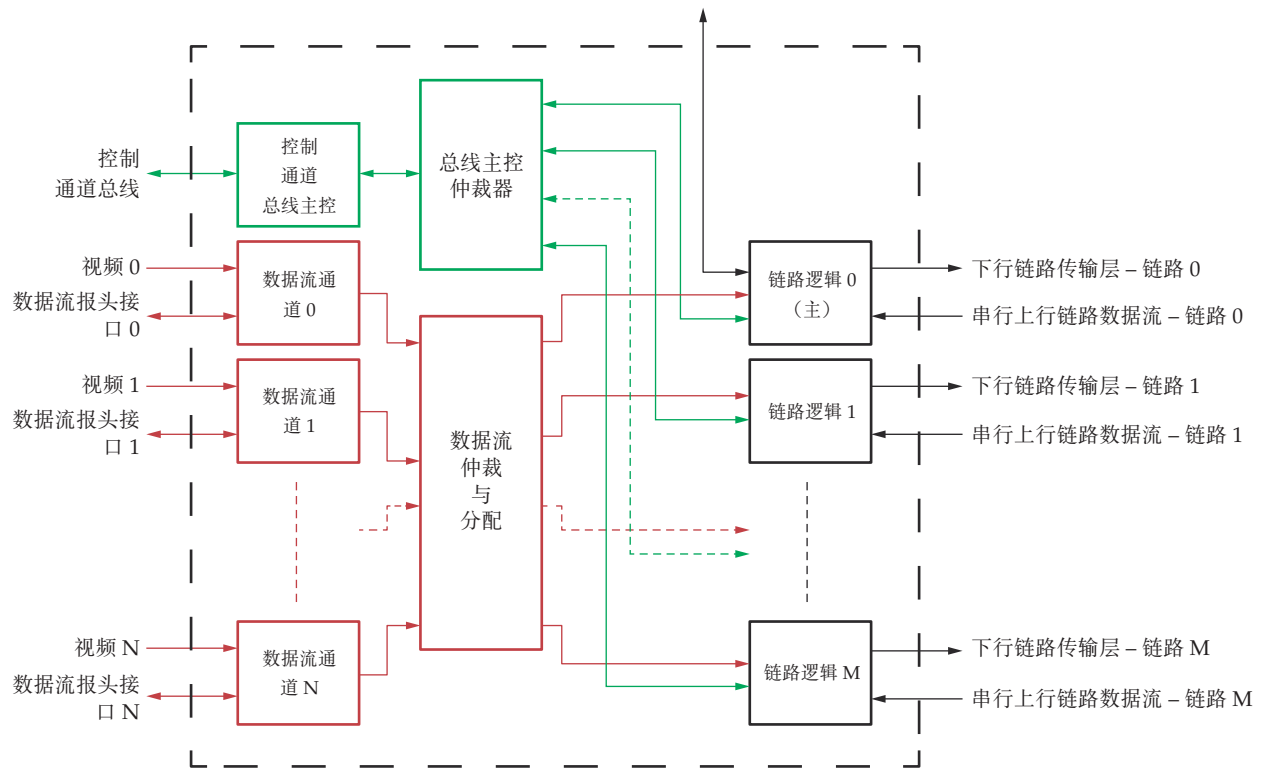 控制
通道总线
控制
通道
总线主控
总线主控
仲裁器
视频 0
数据流报头接
口 0
数据流通
道 0
链路逻辑 0
（主）
下行链路传输层 – 链路 0
串行上行链路数据流 – 链路 0
视频 1
数据流报头接
口 1
数据流通
道 1
数据流
仲裁
与
分配
链路逻辑 1
下行链路传输层 – 链路 1
串行上行链路数据流 – 链路 1
视频 N
数据流报头接
口 N
数据流通
道 N
链路逻辑 M
下行链路传输层 – 链路 M
串行上行链路数据流 – 链路 M